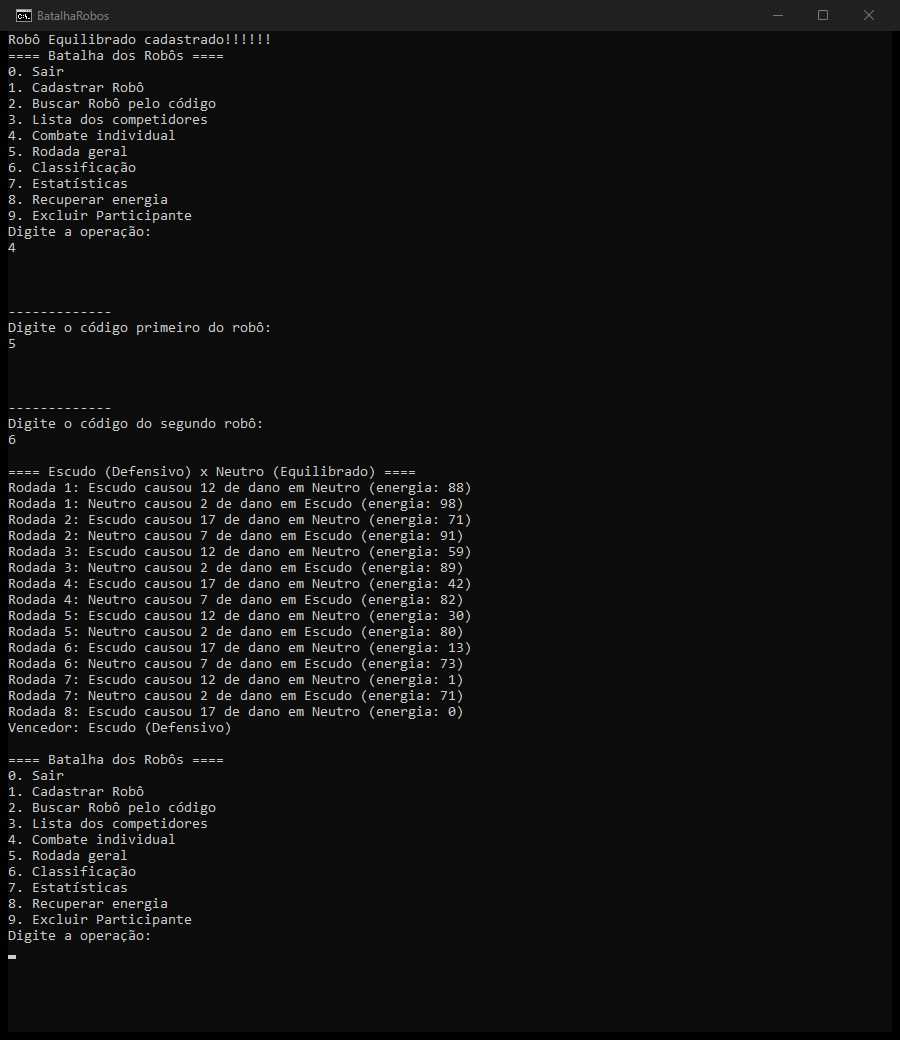 BatalhaRobos
Robô Equilibrado cadastrado!!!!!!
==== Batalha dos Robôs ====
0. Sair
1. Cadastrar Robô
2. Buscar Robô pelo código
3. Lista dos competidores
4. Combate individual
5. Rodada geral
6. Classificação
7. Estatísticas
8. Recuperar energia
9. Excluir Participante
Digite a operação:
4
-------------
Digite o código primeiro do robô:
5
-------------
Digite o código do segundo robô:
6
==== Escudo (Defensivo) x Neutro (Equilibrado) ====
Rodada 1: Escudo causou 12 de dano em Neutro (energia: 88)
Rodada 1: Neutro causou 2 de dano em Escudo (energia: 98)
Rodada 2: Escudo causou 17 de dano em Neutro (energia: 71)
Rodada 2: Neutro causou 7 de dano em Escudo (energia: 91)
Rodada 3: Escudo causou 12 de dano em Neutro (energia: 59)
Rodada 3: Neutro causou 2 de dano em Escudo (energia: 89)
Rodada 4: Escudo causou 17 de dano em Neutro (energia: 42)
Rodada 4: Neutro causou 7 de dano em Escudo (energia: 82)
Rodada 5: Escudo causou 12 de dano em Neutro (energia: 30)
Rodada 5: Neutro causou 2 de dano em Escudo (energia: 80)
Rodada 6: Escudo causou 17 de dano em Neutro (energia: 13)
Rodada 6: Neutro causou 7 de dano em Escudo (energia: 73)
Rodada 7: Escudo causou 12 de dano em Neutro (energia: 1)
Rodada 7: Neutro causou 2 de dano em Escudo (energia: 71)
Rodada 8: Escudo causou 17 de dano em Neutro (energia: 0)
Vencedor: Escudo (Defensivo)
==== Batalha dos Robôs ====
0. Sair
1. Cadastrar Robô
2. Buscar Robô pelo código
3. Lista dos competidores
4. Combate individual
5. Rodada geral
6. Classificação
7. Estatísticas
8. Recuperar energia
9. Excluir Participante
Digite a operação: